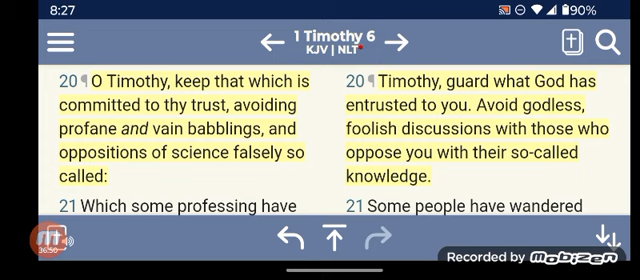 8:27
90%
1 Timothy 6
KJV | NLT
20 ¶ O Timothy, keep that which is
committed to thy trust, avoiding
profane and vain babblings, and
oppositions of science falsely so
called:
21 Which some professing have
20 ¶ Timothy, guard what God has
entrusted to you. Avoid godless,
foolish discussions with those who
oppose you with their so-called
knowledge.
21 Some people have wandered
36:50
Recorded by Mobizen